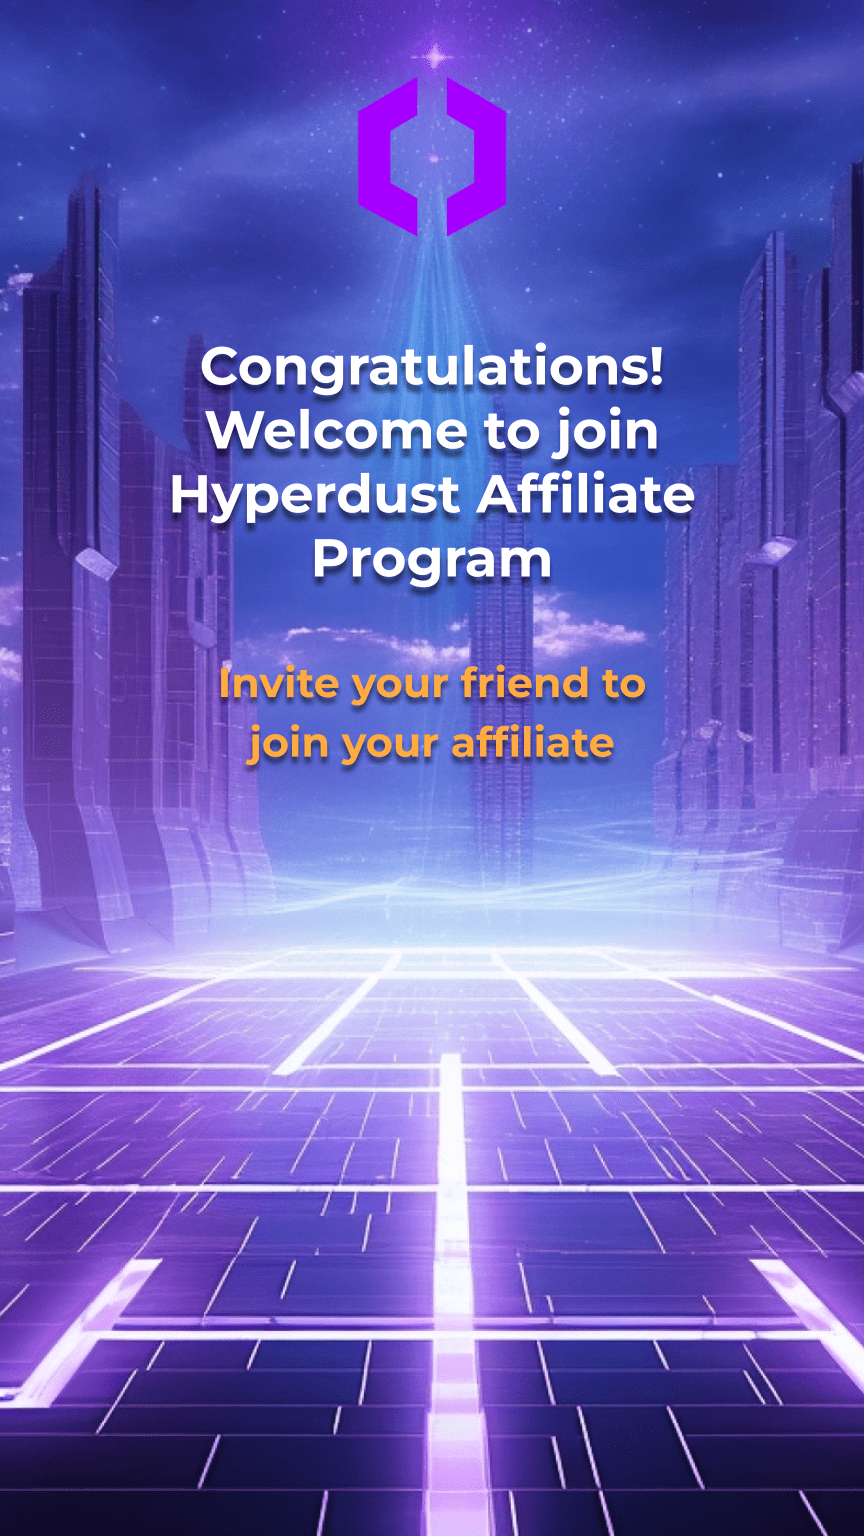 Congratulations!
Welcome to join
Hyperdust Affiliate
Program
Invite your friend to
join your affiliate